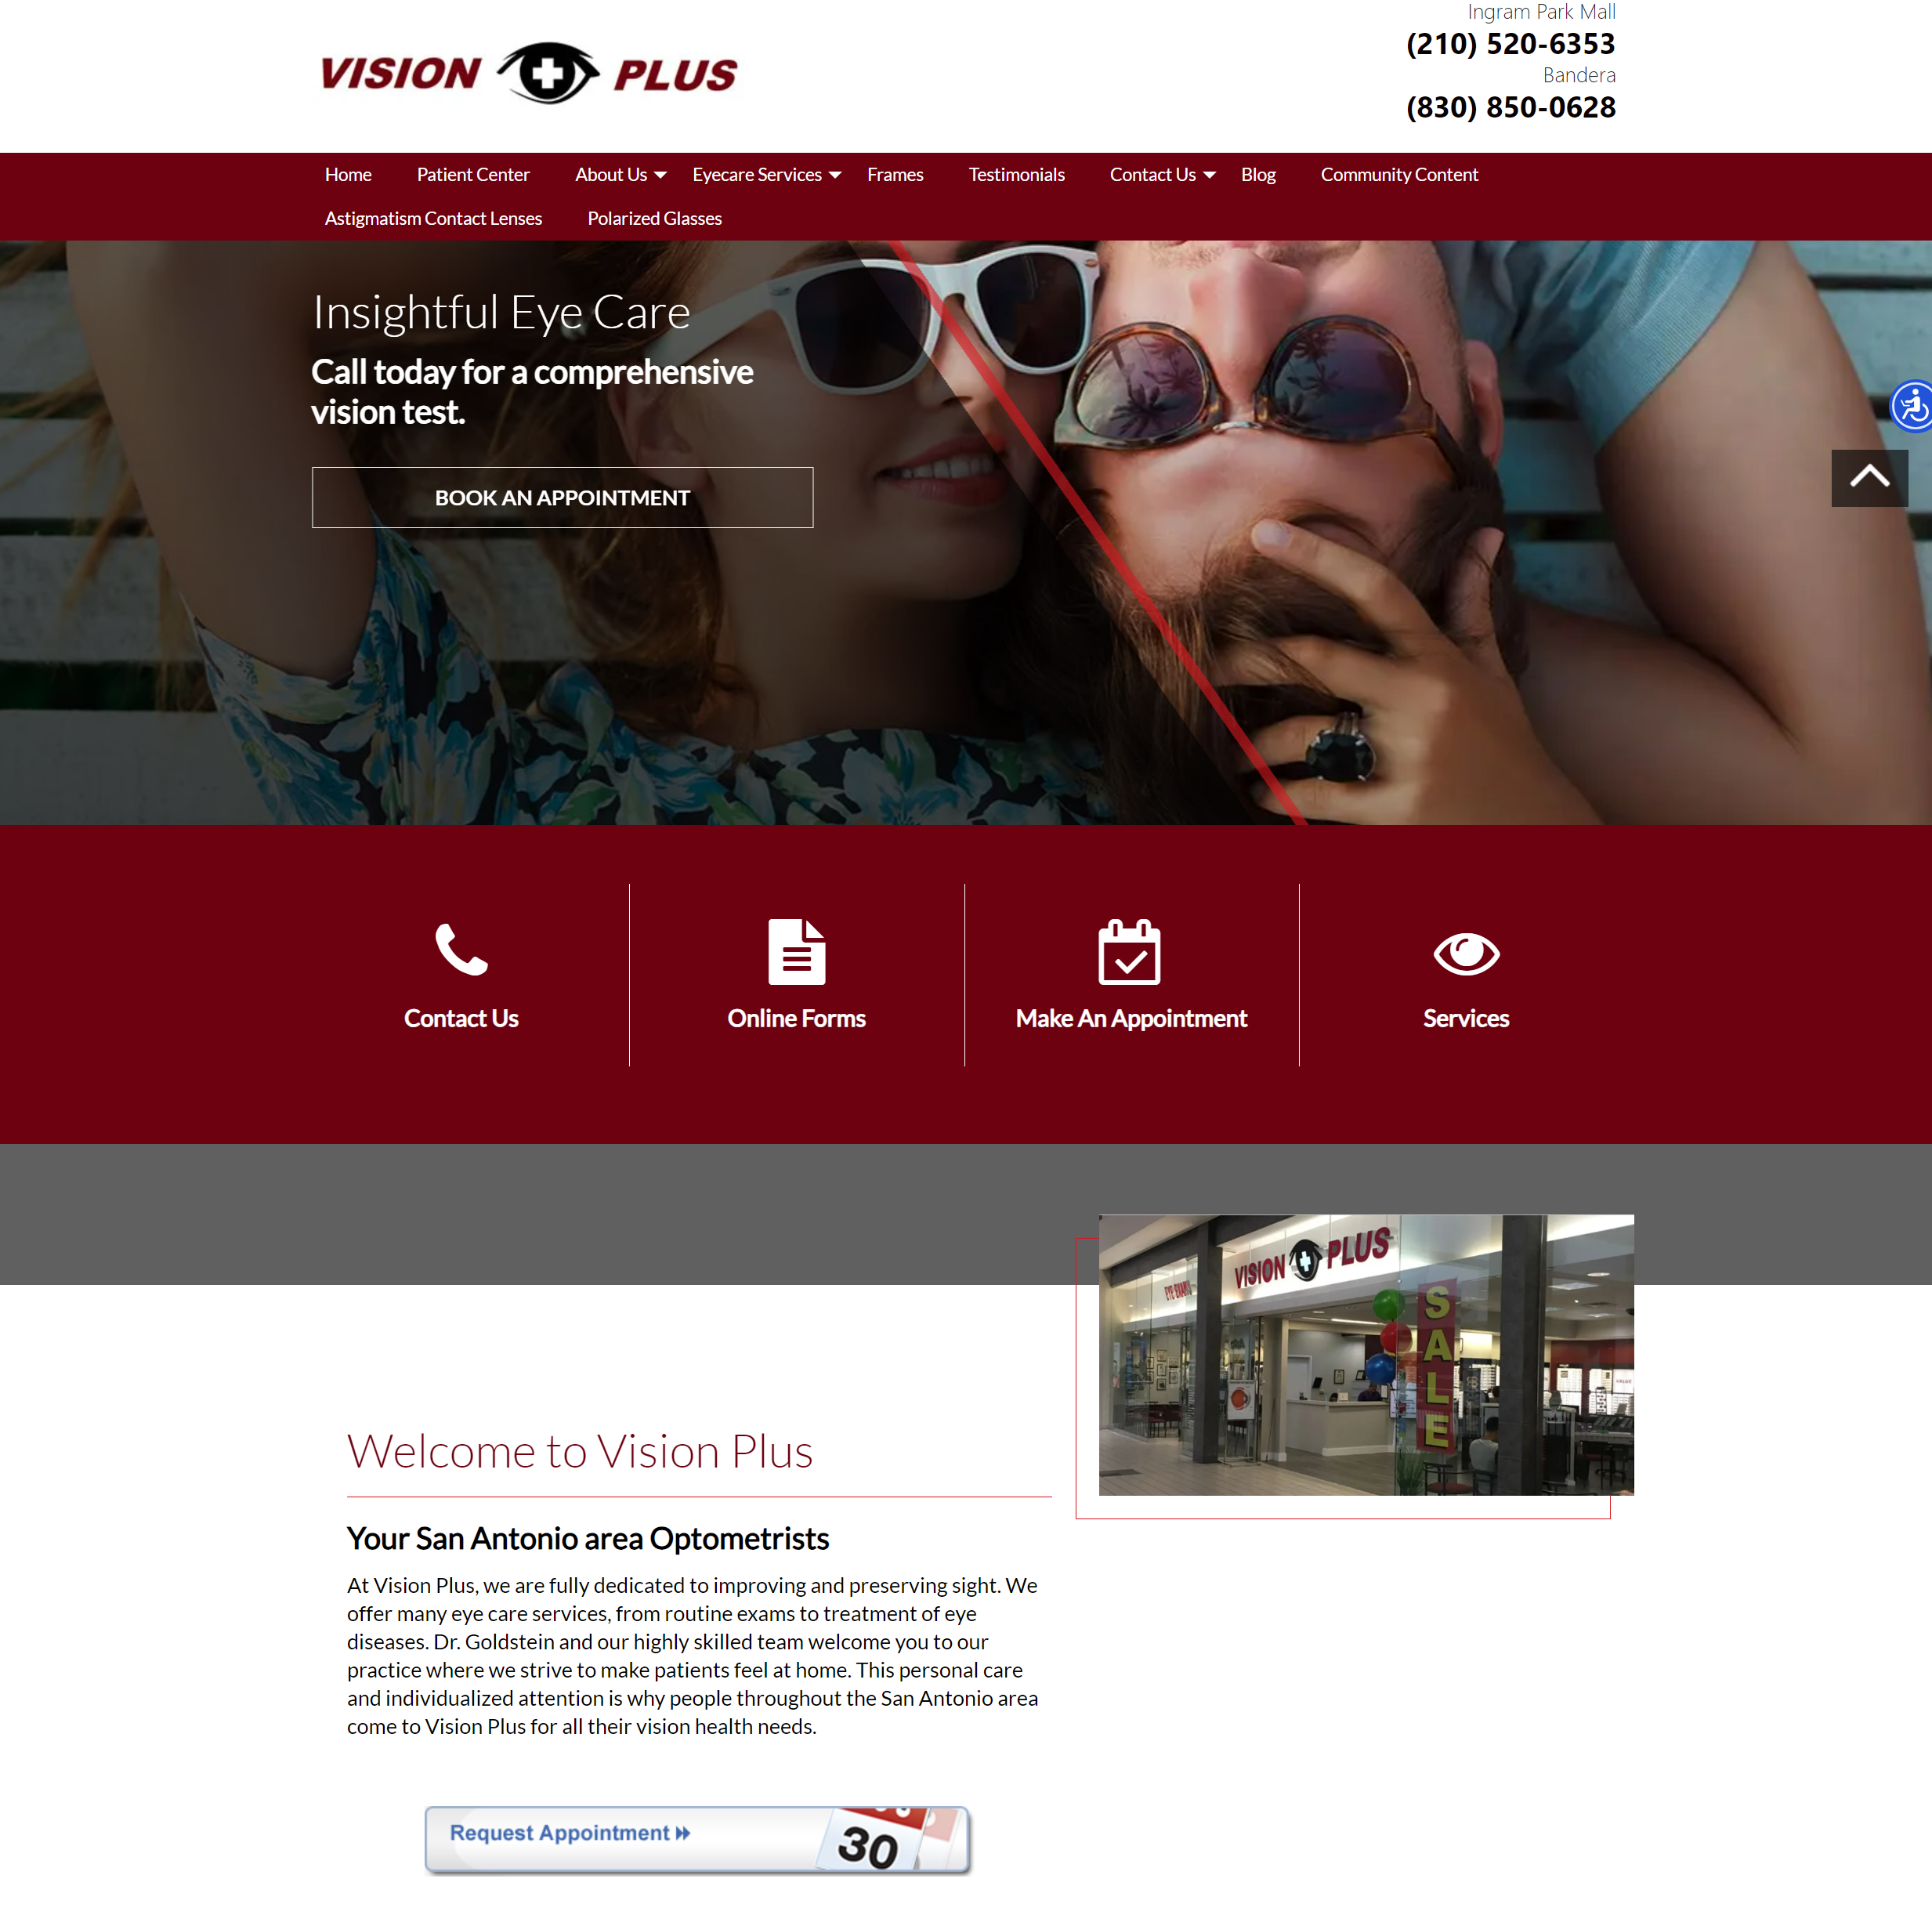 VISION PLUS
Ingram Park Mall
(210) 520-6353
Bandera
(830) 850-0628
Home Patient Center About Us Eyecare Services Frames Testimonials Contact Us Blog Community Content
Astigmatism Contact Lenses Polarized Glasses
Insightful Eye Care
Call today for a comprehensive
vision test.
BOOK AN APPOINTMENT
Contact Us
Online Forms
Make An Appointment
Services
EYE EXAMS
VISION PLUS
SALE
Welcome to Vision Plus
Your San Antonio area Optometrists
At Vision Plus, we are fully dedicated to improving and preserving sight. We
offer many eye care services, from routine exams to treatment of eye
diseases. Dr. Goldstein and our highly skilled team welcome you to our
practice where we strive to make patients feel at home. This personal care
and individualized attention is why people throughout the San Antonio area
come to Vision Plus for all their vision health needs.
Request Appointment
30